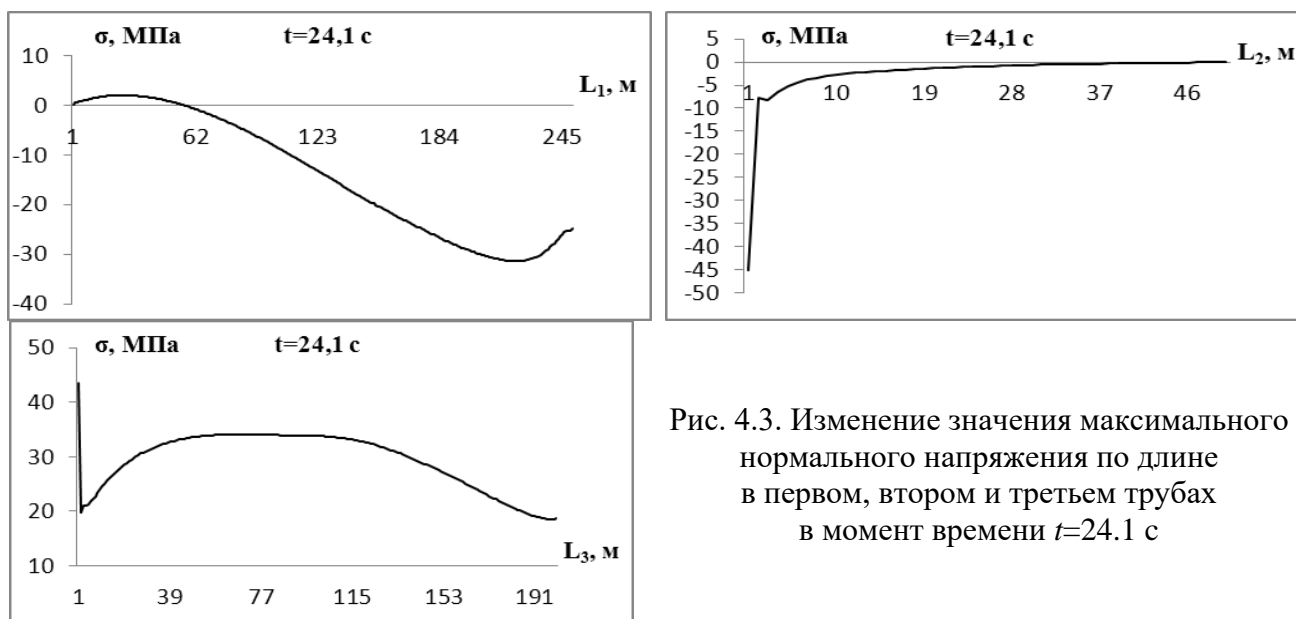 σ, МПа t=24,1 с
10
L₁, м
0
1 62 123 184 245
-10
-20
-30
-40
σ, МПа t=24,1 с
5
L₂, м
0
1 10 19 28 37 46
-5
-10
-15
-20
-25
-30
-35
-40
-45
-50
σ, МПа t=24,1 с
50
40
30
20
L₃, м
10
1 39 77 115 153 191
Рис. 4.3. Изменение значения максимального
нормального напряжения по длине
в первом, втором и третьем трубах
в момент времени t=24.1 с